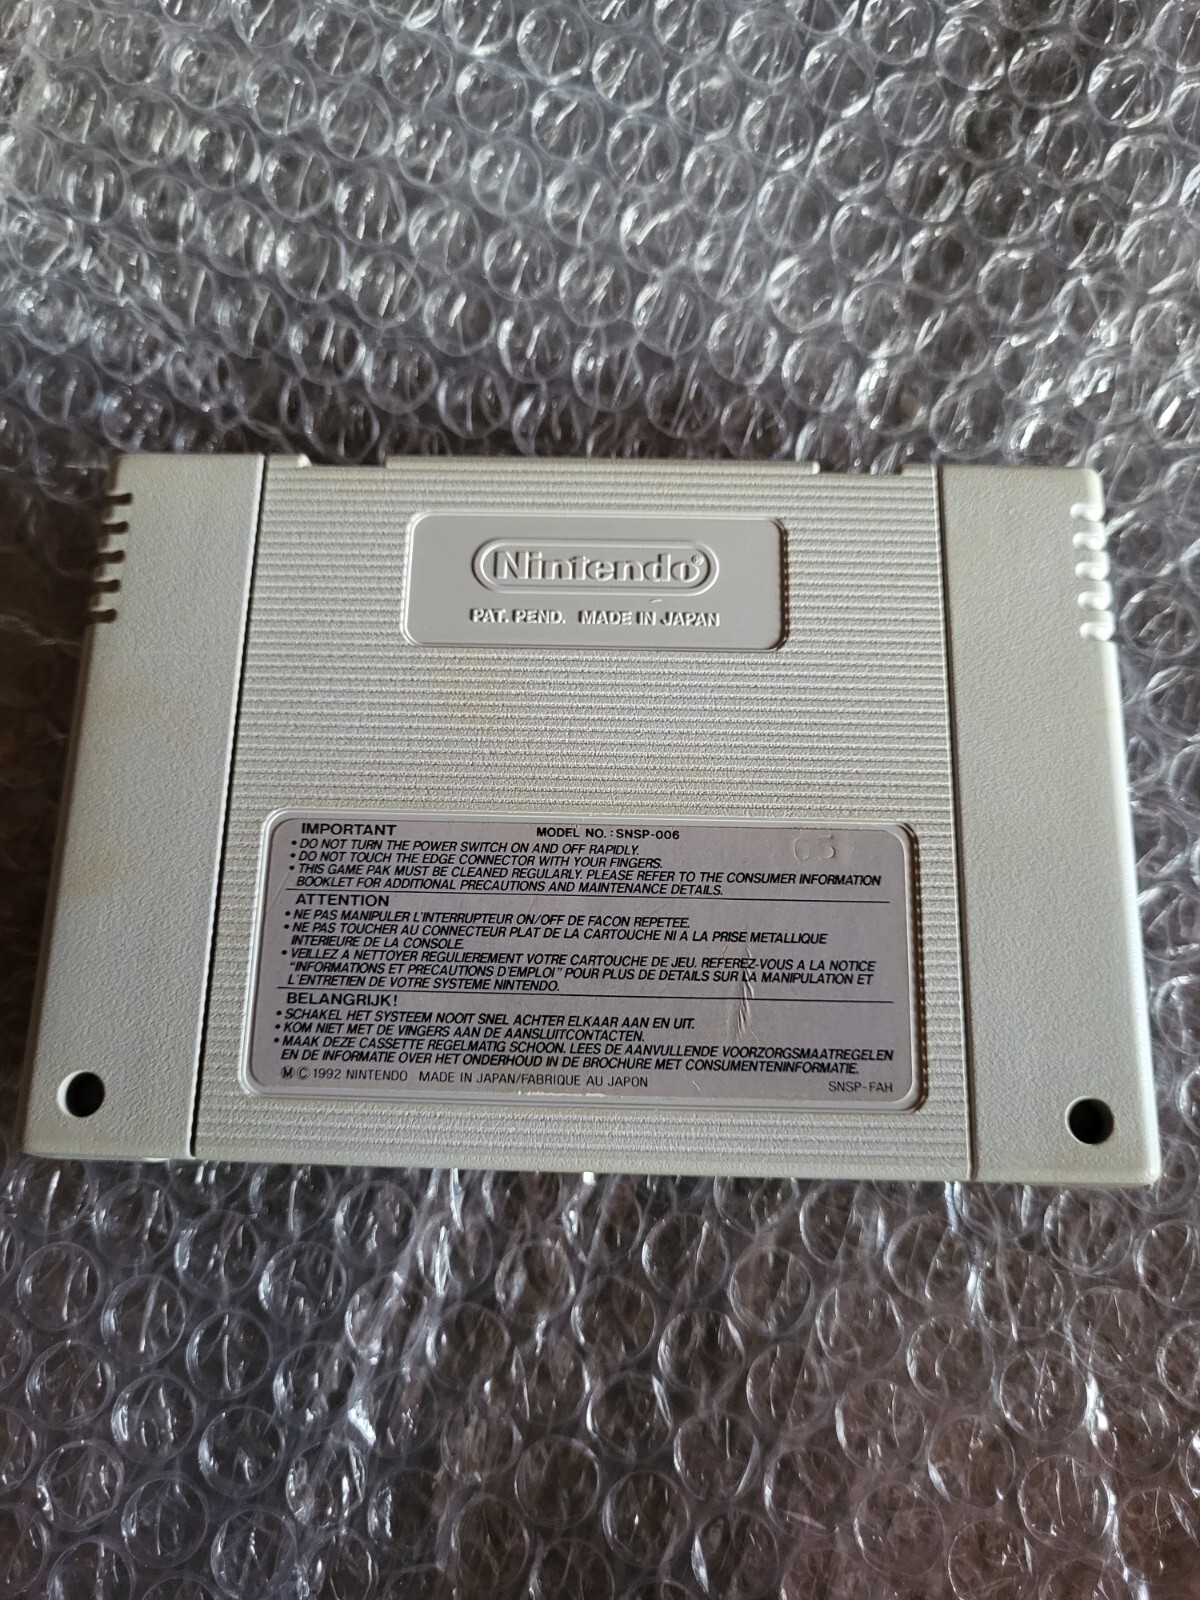 Nintendo®
PAT. PEND. MADE IN JAPAN
IMPORTANT MODEL NO. : SNSP-006 05
• DO NOT TURN THE POWER SWITCH ON AND OFF RAPIDLY.
• DO NOT TOUCH THE EDGE CONNECTOR WITH YOUR FINGERS.
• THIS GAME PAK MUST BE CLEANED REGULARLY. PLEASE REFER TO THE CONSUMER INFORMATION
BOOKLET FOR ADDITIONAL PRECAUTIONS AND MAINTENANCE DETAILS.
ATTENTION
• NE PAS MANIPULER L'INTERRUPTEUR ON/OFF DE FACON REPETEE.
• NE PAS TOUCHER AU CONNECTEUR PLAT DE LA CARTOUCHE NI A LA PRISE METALLIQUE
INTERIEURE DE LA CONSOLE.
• VEILLEZ A NETTOYER REGULIEREMENT VOTRE CARTOUCHE DE JEU. REFEREZ-VOUS A LA NOTICE
"INFORMATIONS ET PRECAUTIONS D'EMPLOI" POUR PLUS DE DETAILS SUR LA MANIPULATION ET
L'ENTRETIEN DE VOTRE SYSTEME NINTENDO.
BELANGRIJK!
• SCHAKEL HET SYSTEEM NOOIT SNEL ACHTER ELKAAR AAN EN UIT.
• KOM NIET MET DE VINGERS AAN DE AANSLUITCONTACTEN.
• MAAK DEZE CASSETTE REGELMATIG SCHOON. LEES DE AANVULLENDE VOORZORGSMAATREGELEN
EN DE INFORMATIE OVER HET ONDERHOUD IN DE BROCHURE MET CONSUMENTENINFORMATIE.
Ⓜ © 1992 NINTENDO MADE IN JAPAN/FABRIQUE AU JAPON SNSP-FAH